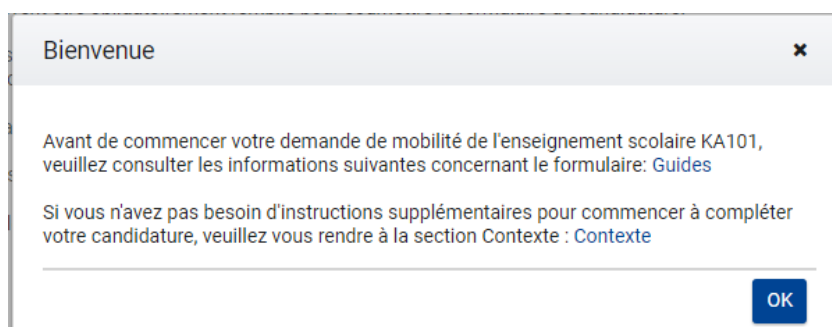 Bienvenue
Avant de commencer votre demande de mobilité de l'enseignement scolaire KA101,
veuillez consulter les informations suivantes concernant le formulaire: Guides
Si vous n'avez pas besoin d'instructions supplémentaires pour commencer à compléter
votre candidature, veuillez vous rendre à la section Contexte : Contexte
OK